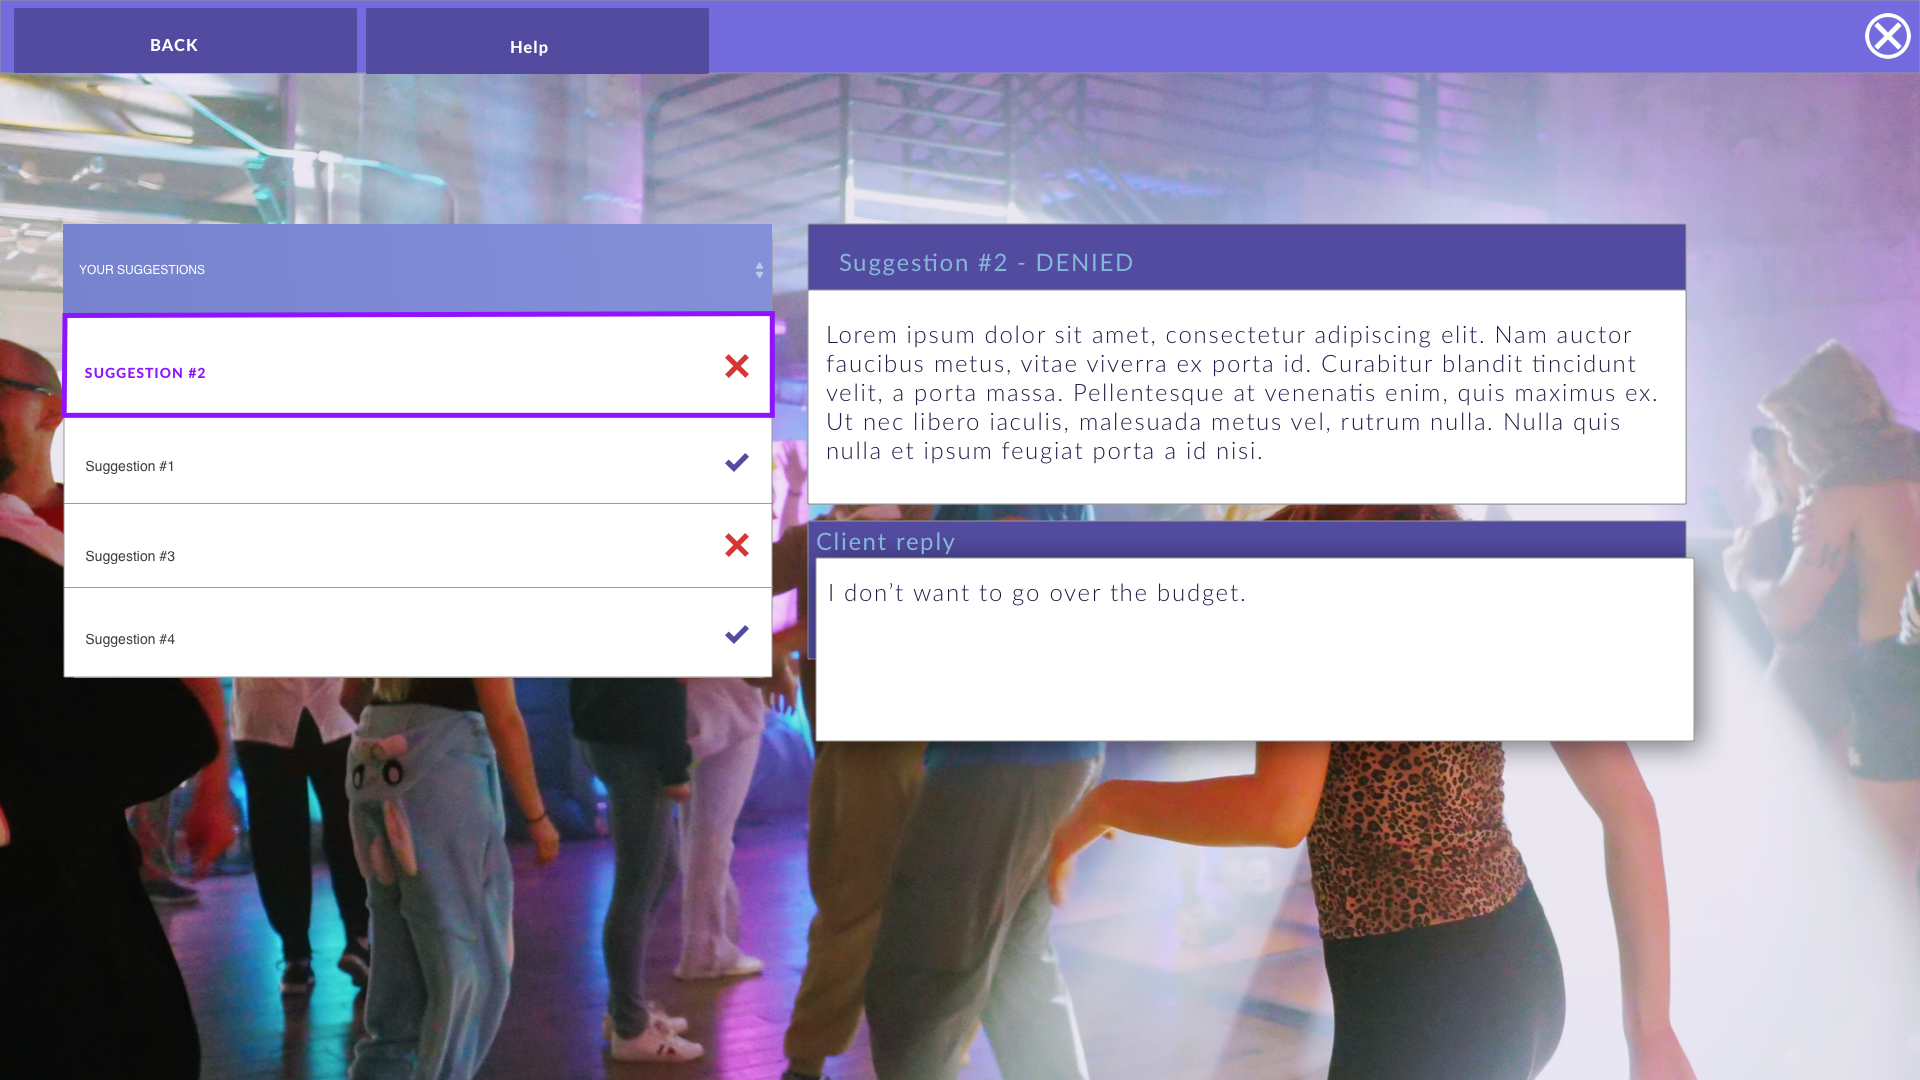 BACK
Help
YOUR SUGGESTIONS
SUGGESTION #2
Suggestion #1
Suggestion #3
Suggestion #4
Suggestion #2 - DENIED
Lorem ipsum dolor sit amet, consectetur adipiscing elit. Nam auctor
faucibus metus, vitae viverra ex porta id. Curabitur blandit tincidunt
velit, a porta massa. Pellentesque at venenatis enim, quis maximus ex.
Ut nec libero iaculis, malesuada metus vel, rutrum nulla. Nulla quis
nulla et ipsum feugiat porta a id nisi.
Client reply
I don’t want to go over the budget.